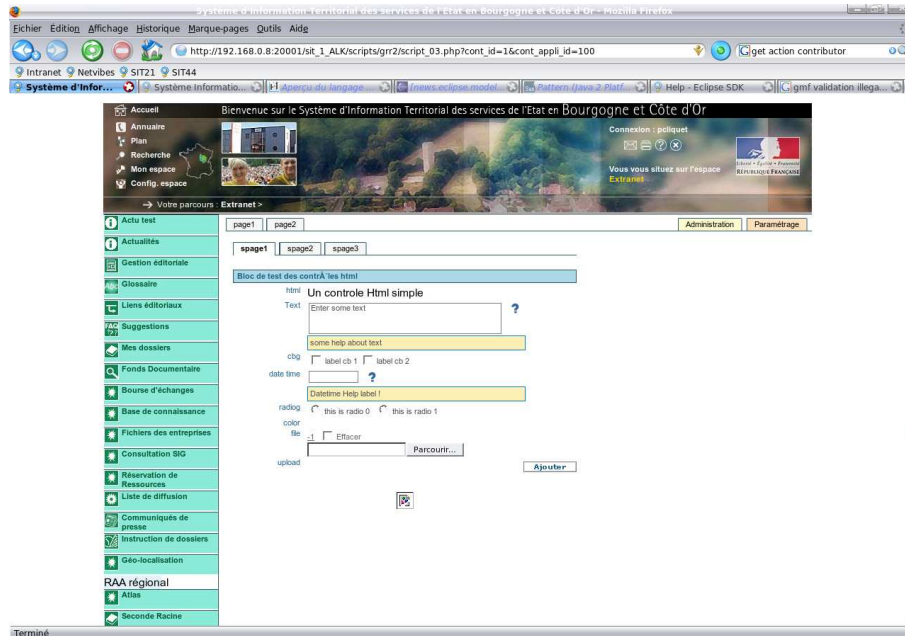 Système d'Information Territorial des services de l'Etat en Bourgogne et Côte d'Or - Mozilla Firefox
Fichier Edition Affichage Historique Marque-pages Outils Aide
http://192.168.0.8:20001/sit_1_ALK/scripts/grr2/script_03.php?cont_id=1&cont_appli_id=100
get action contributor
Intranet Netvibes SIT21 SIT44
Système d'Infor... Système Informatio... Aperçu du langage ... [news.eclipse.model... Pattern (Java 2 Platf... Help - Eclipse SDK gmf validation illega...
Accueil
Bienvenue sur le Système d'Information Territorial des services de l'Etat en Bourgogne et Côte d'Or
Annuaire
Plan
Recherche
Mon espace
Config. espace
Connexion : pcliquet
Vous vous situez sur l'espace
Extranet
Liberté • Égalité • Fraternité
RÉPUBLIQUE FRANÇAISE
Votre parcours : Extranet >
Actu test
Actualités
Gestion éditoriale
Abc Glossaire
Liens éditoriaux
FAQ Suggestions
Mes dossiers
Fonds Documentaire
Bourse d'échanges
Base de connaissance
Fichiers des entreprises
Consultation SIG
Réservation de
Ressources
Liste de diffusion
Communiqués de
presse
Instruction de dossiers
Géo-localisation
RAA régional
Atlas
Seconde Racine
page1 page2
Administration Paramétrage
spage1 spage2 spage3
Bloc de test des contrÃ´les html
html Un controle Html simple
Text Enter some text ?
some help about text
cbg label cb 1 label cb 2
date time ?
Datetime Help label !
radiog this is radio 0 this is radio 1
color
file -1 Effacer
Parcourir...
upload
Ajouter
Terminé